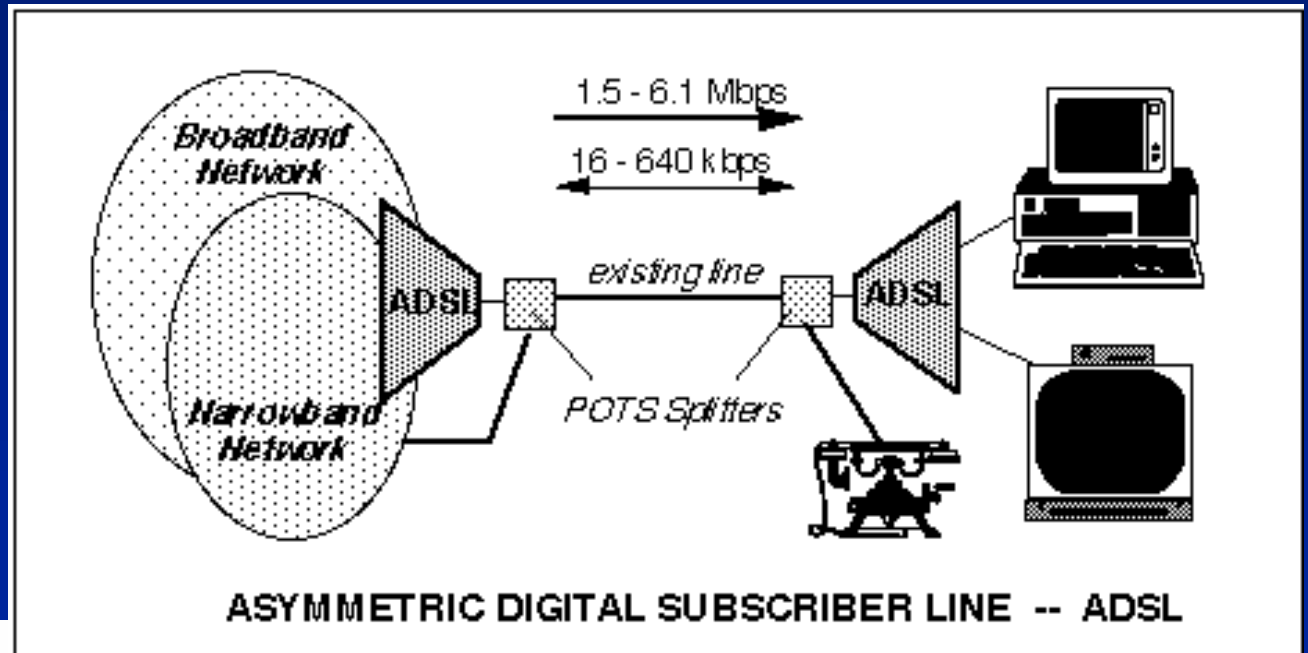 1.5 - 6.1 Mbps
16 - 640 kbps
Broadband
Network
existing line
ADSL
ADSL
POTS Splitters
Narrowband
Network
ASYMMETRIC DIGITAL SUBSCRIBER LINE -- ADSL